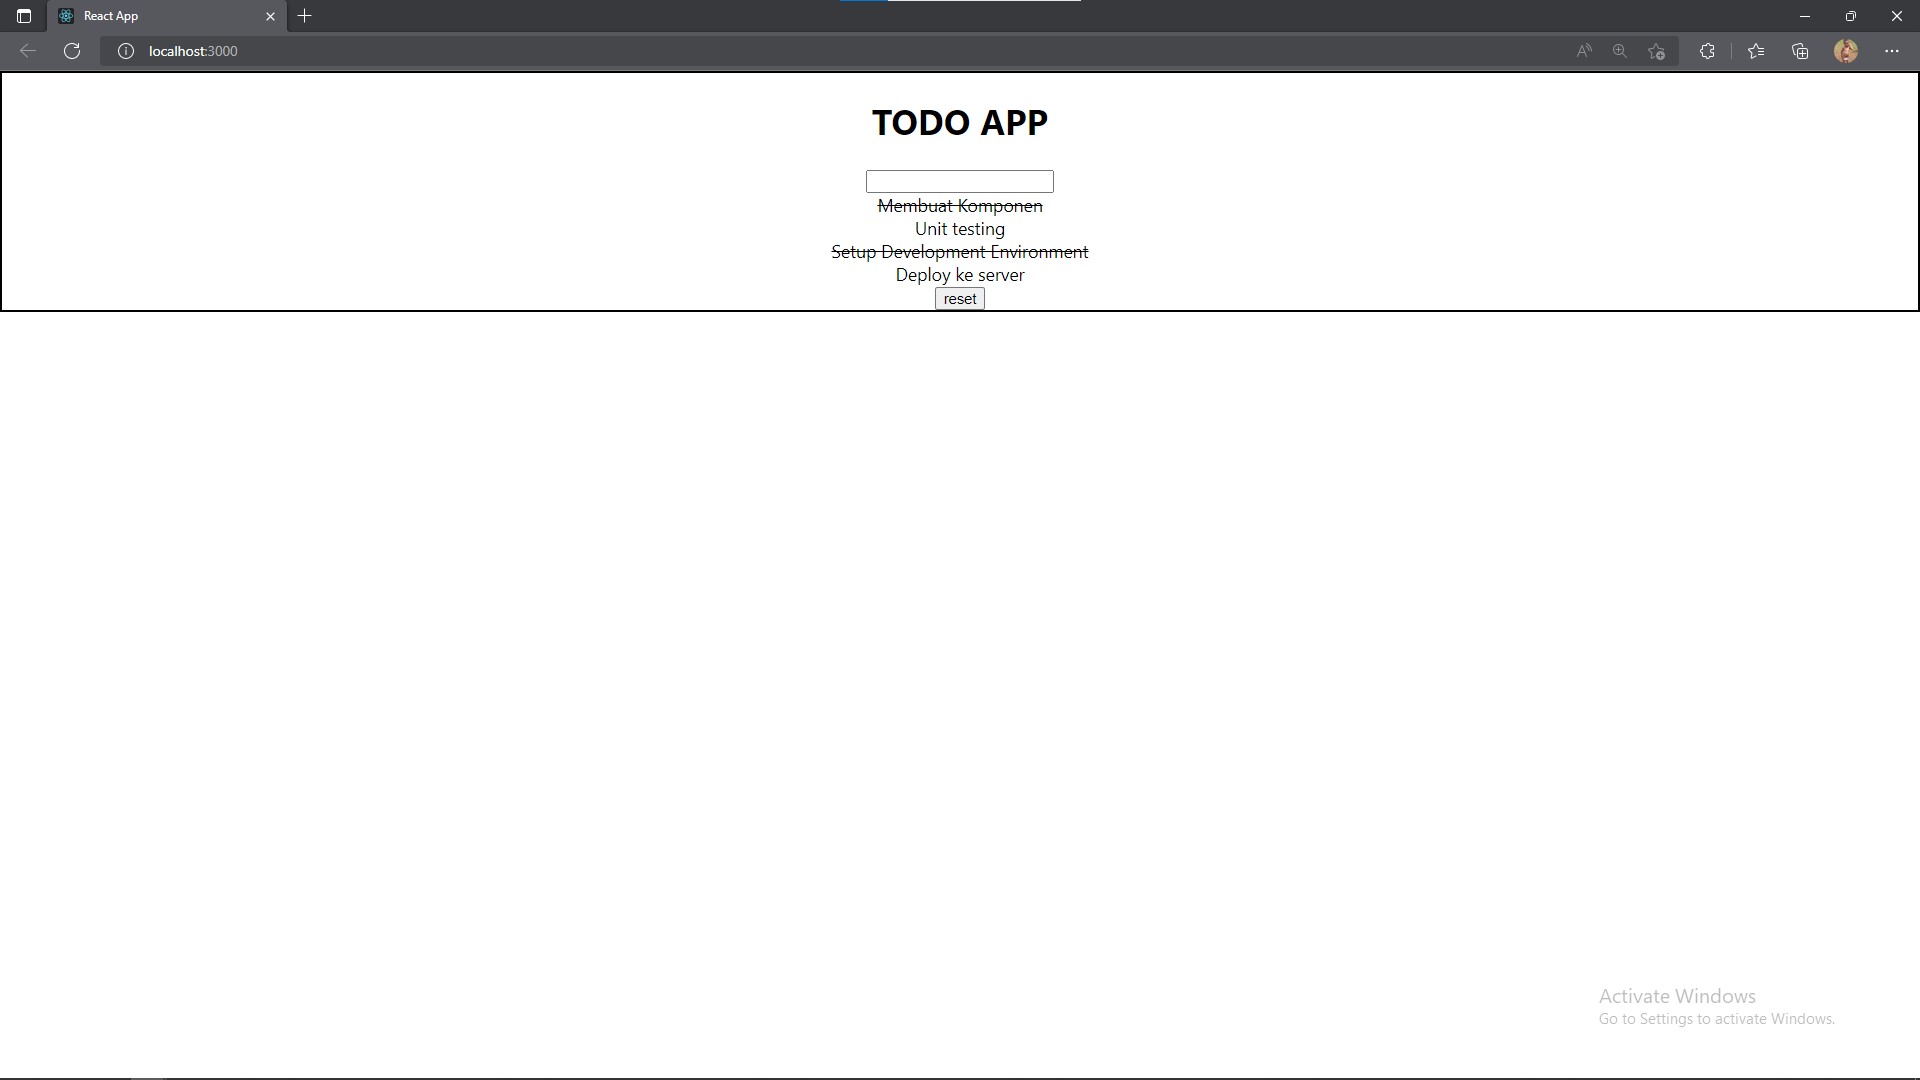 React App
localhost:3000
TODO APP
Membuat Komponen
Unit testing
Setup Development Environment
Deploy ke server
reset
Activate Windows
Go to Settings to activate Windows.